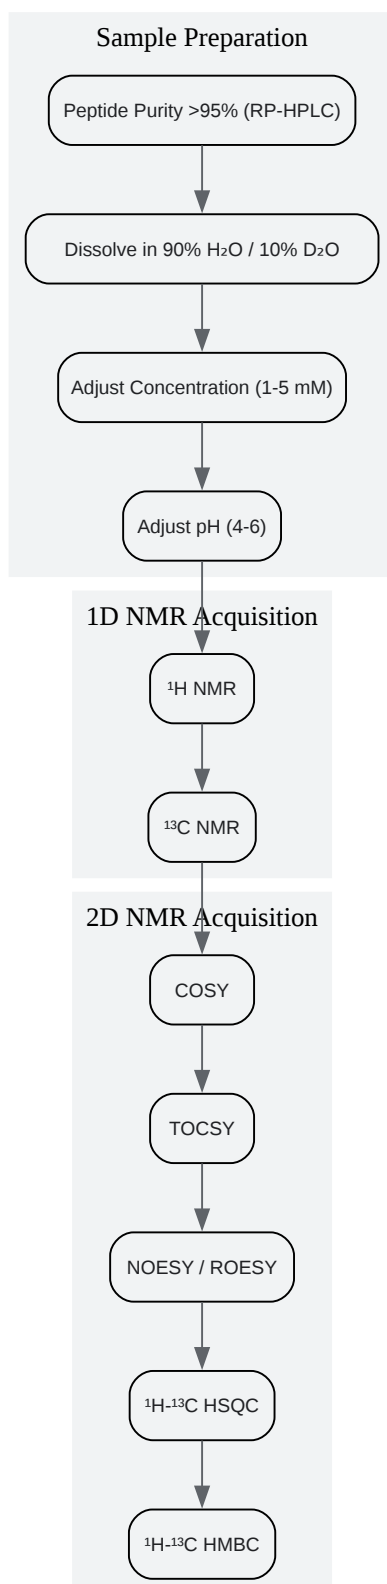 Sample Preparation
Peptide Purity >95% (RP-HPLC)
Dissolve in 90% H₂O / 10% D₂O
Adjust Concentration (1-5 mM)
Adjust pH (4-6)
1D NMR Acquisition
¹H NMR
¹³C NMR
2D NMR Acquisition
COSY
TOCSY
NOESY / ROESY
¹H-¹³C HSQC
¹H-¹³C HMBC